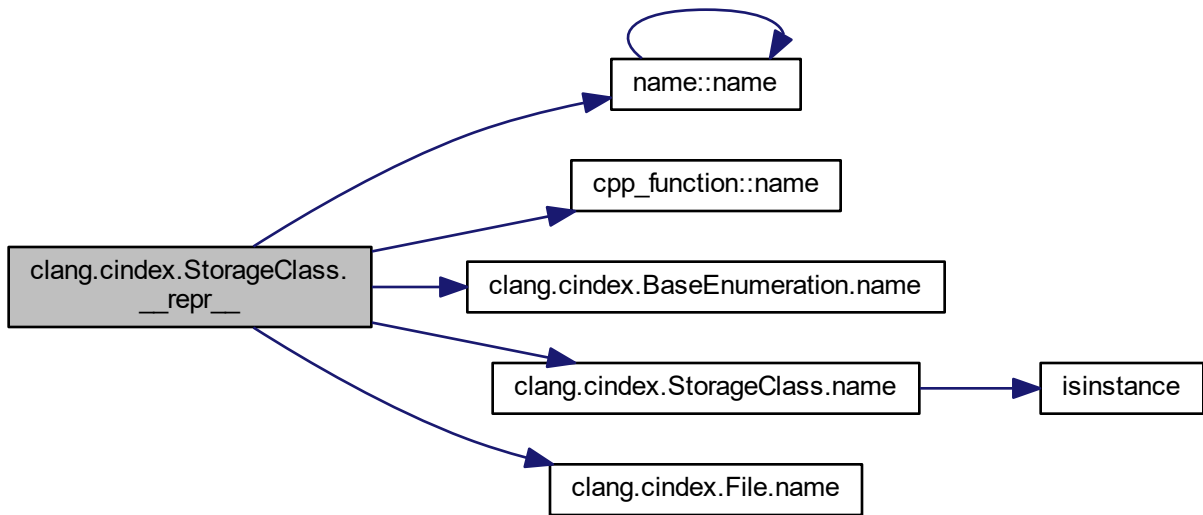 name::name
cpp_function::name
clang.cindex.StorageClass.
__repr__
clang.cindex.BaseEnumeration.name
clang.cindex.StorageClass.name
isinstance
clang.cindex.File.name